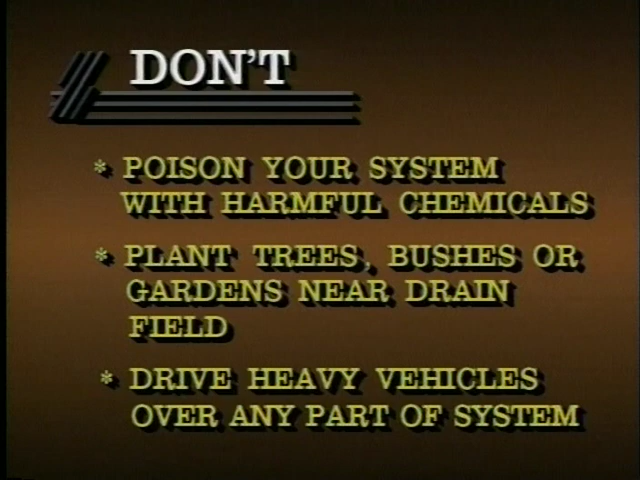 DON'T
* POISON YOUR SYSTEM
WITH HARMFUL CHEMICALS
* PLANT TREES, BUSHES OR
GARDENS NEAR DRAIN
FIELD
* DRIVE HEAVY VEHICLES
OVER ANY PART OF SYSTEM